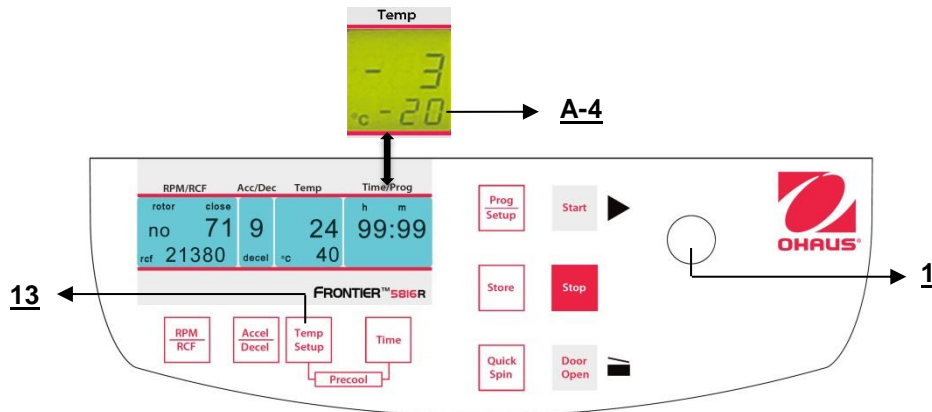 Temp
- 3
°C -20
A-4
RPM/RCF Acc/Dec Temp Time/Prog
rotor close h m
no 71 9 24 99:99
rcf 21380 decel °C 40
FRONTIER™ 5816R
13
RPM
RCF
Accel
Decel
Temp
Setup
Time
Precool
Prog
Setup
Start
Store
Stop
Quick
Spin
Door
Open
OHAUS®
1